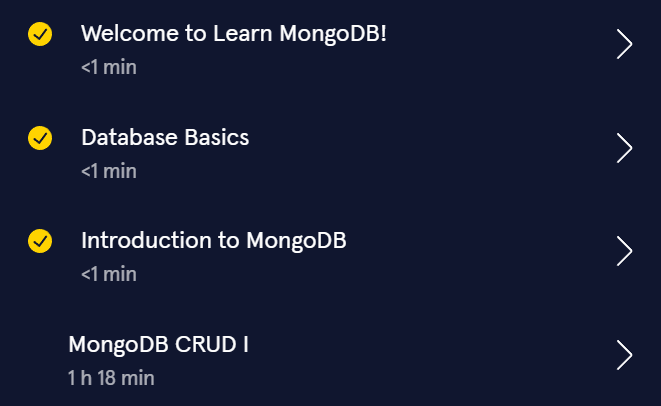 Welcome to Learn MongoDB!
<1 min
Database Basics
<1 min
Introduction to MongoDB
<1 min
MongoDB CRUD I
1 h 18 min